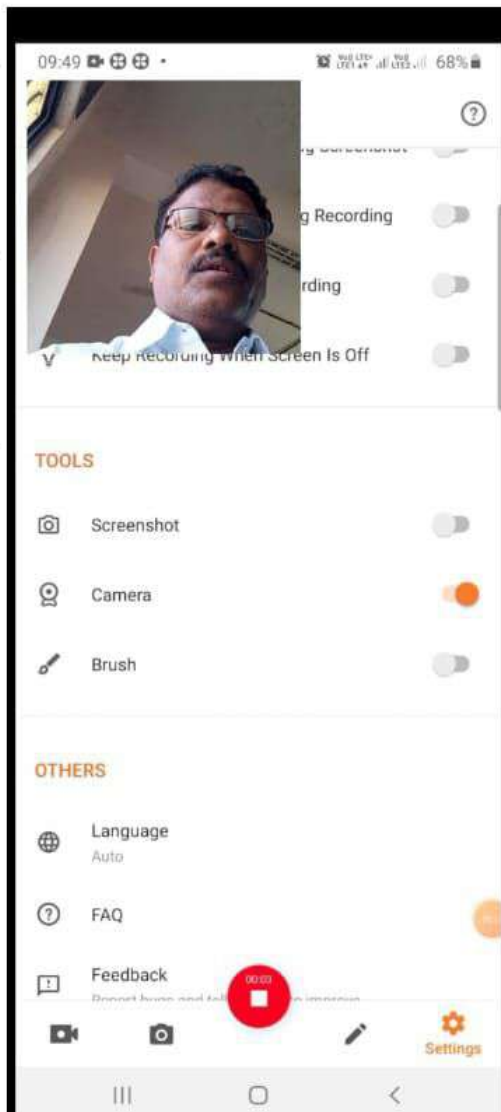 09:49
68%
g Recording
rding
Keep Recording When Screen Is Off
TOOLS
Screenshot
Camera
Brush
OTHERS
Language
Auto
FAQ
Feedback
00:03
Settings